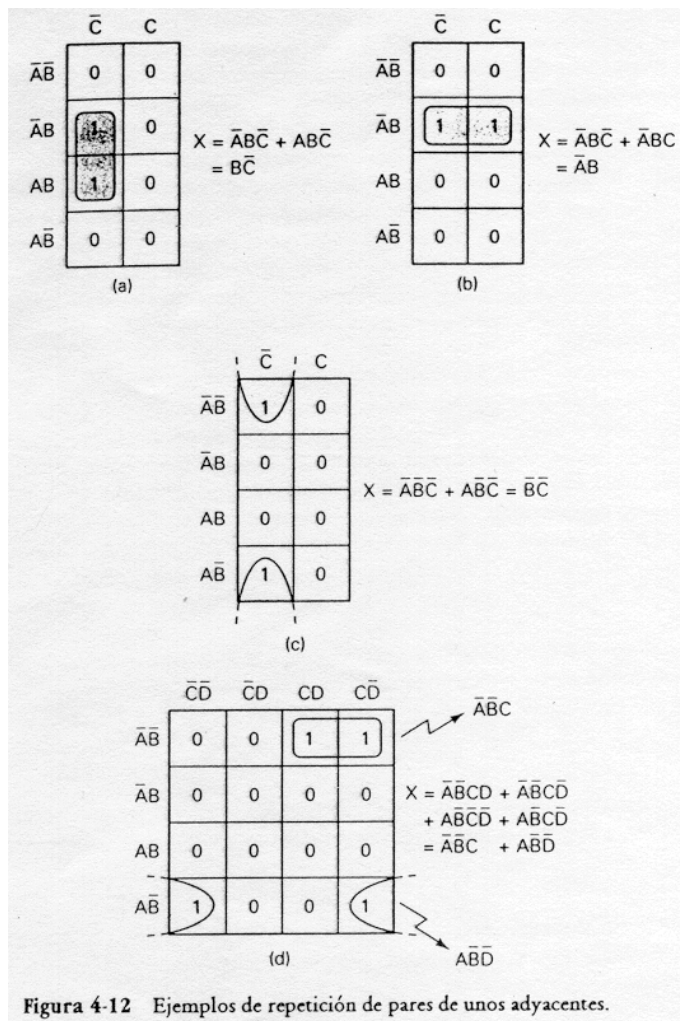 C̄ C
ĀB̄ 0 0
ĀB 1 0
AB 1 0
AB̄ 0 0
X = ĀBC̄ + ABC̄
= BC̄
(a)
C̄ C
ĀB̄ 0 0
ĀB 1 1
AB 0 0
AB̄ 0 0
X = ĀBC̄ + ĀBC
= ĀB
(b)
C̄ C
ĀB̄ 1 0
ĀB 0 0
AB 0 0
AB̄ 1 0
X = ĀB̄C̄ + AB̄C̄ = B̄C̄
(c)
C̄D̄ C̄D CD CD̄
ĀB̄ 0 0 1 1
ĀB 0 0 0 0
AB 0 0 0 0
AB̄ 1 0 0 1
ĀB̄C
X = ĀB̄CD + ĀB̄CD̄
+ AB̄C̄D̄ + AB̄CD̄
= ĀB̄C + AB̄D̄
AB̄D̄
(d)
Figura 4-12 Ejemplos de repetición de pares de unos adyacentes.